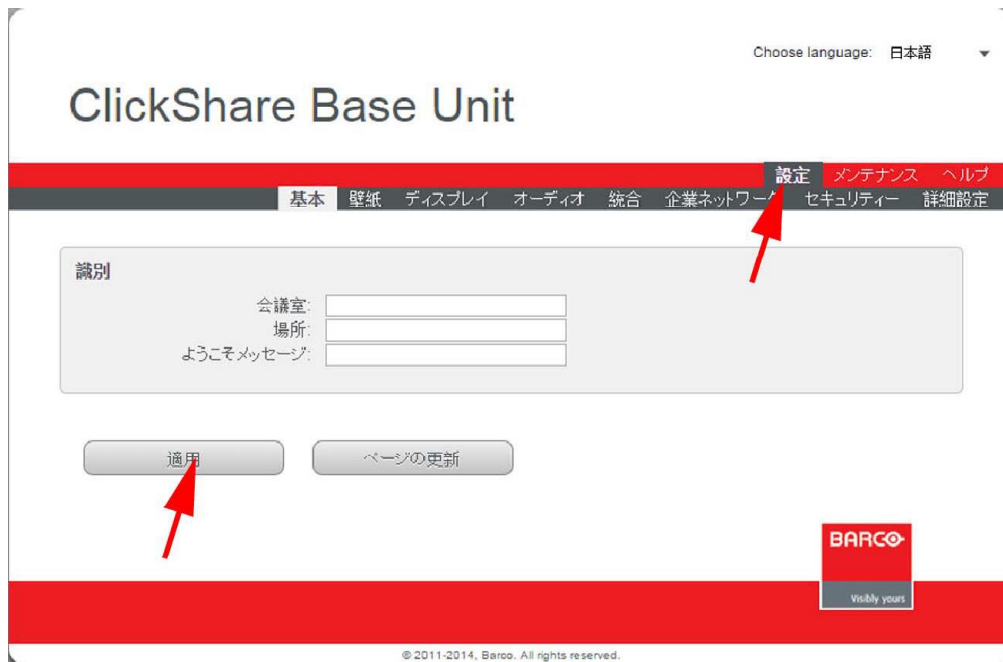 Choose language: 日本語
ClickShare Base Unit
設定 メンテナンス ヘルプ
基本 壁紙 ディスプレイ オーディオ 統合 企業ネットワーク セキュリティー 詳細設定
識別
会議室:
場所:
ようこそメッセージ:
適用 ページの更新
BARCO
Visibly yours
© 2011-2014, Barco. All rights reserved.